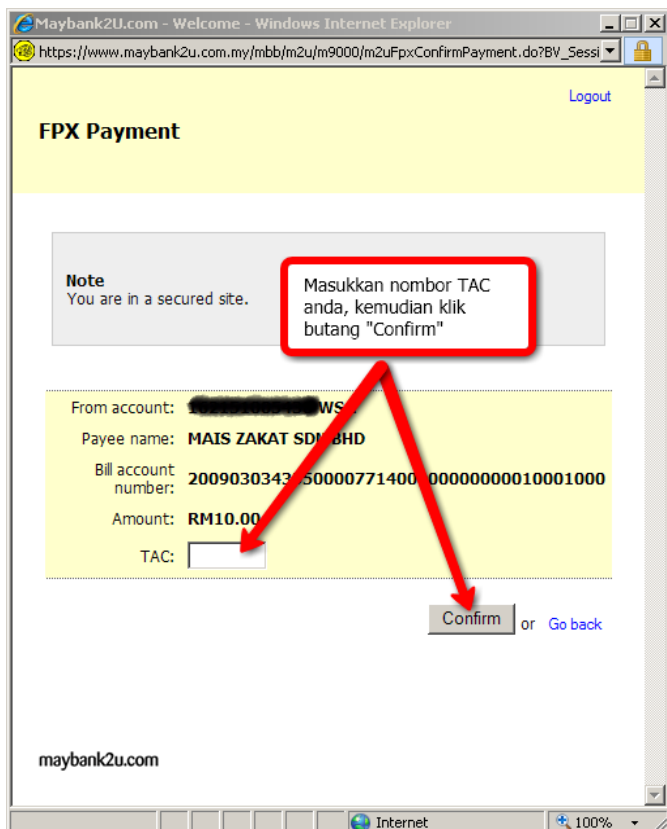 Maybank2U.com - Welcome - Windows Internet Explorer
https://www.maybank2u.com.my/mbb/m2u/m9000/m2uFpxConfirmPayment.do?BV_Sessi
Logout
FPX Payment
Note
You are in a secured site.
Masukkan nombor TAC
anda, kemudian klik
butang "Confirm"
From account:
Payee name: MAIS ZAKAT SDN BHD
Bill account
number:
Amount: RM10.00
TAC:
Confirm or Go back
maybank2u.com
Internet 100%